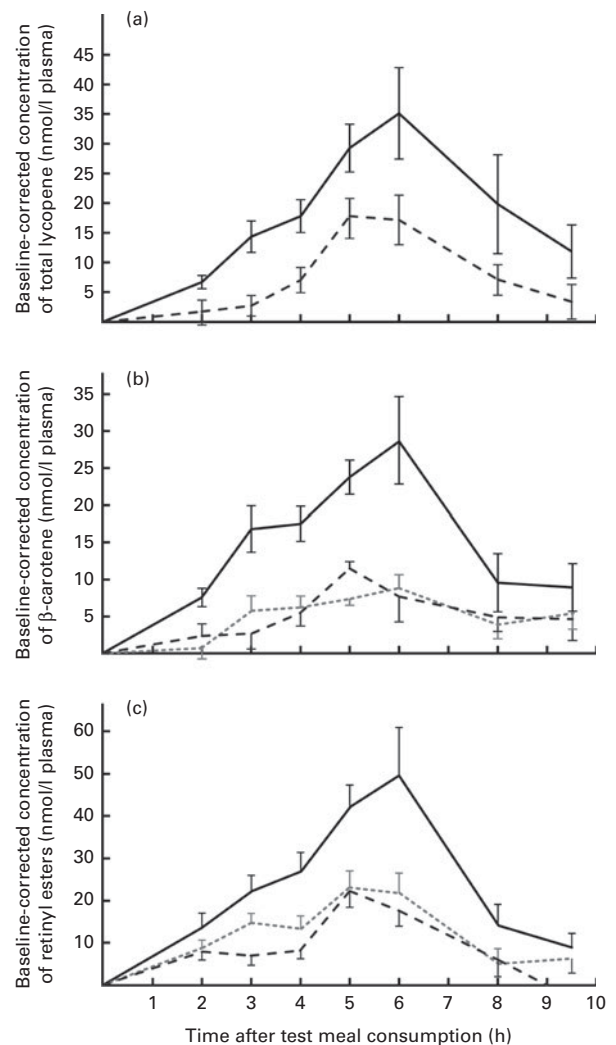 (a)
Baseline-corrected concentration
of total lycopene (nmol/l plasma)
45
40
35
30
25
20
15
10
5
(b)
Baseline-corrected concentration
of β-carotene (nmol/l plasma)
35
30
25
20
15
10
5
(c)
Baseline-corrected concentration
of retinyl esters (nmol/l plasma)
60
50
40
30
20
10
1 2 3 4 5 6 7 8 9 10
Time after test meal consumption (h)